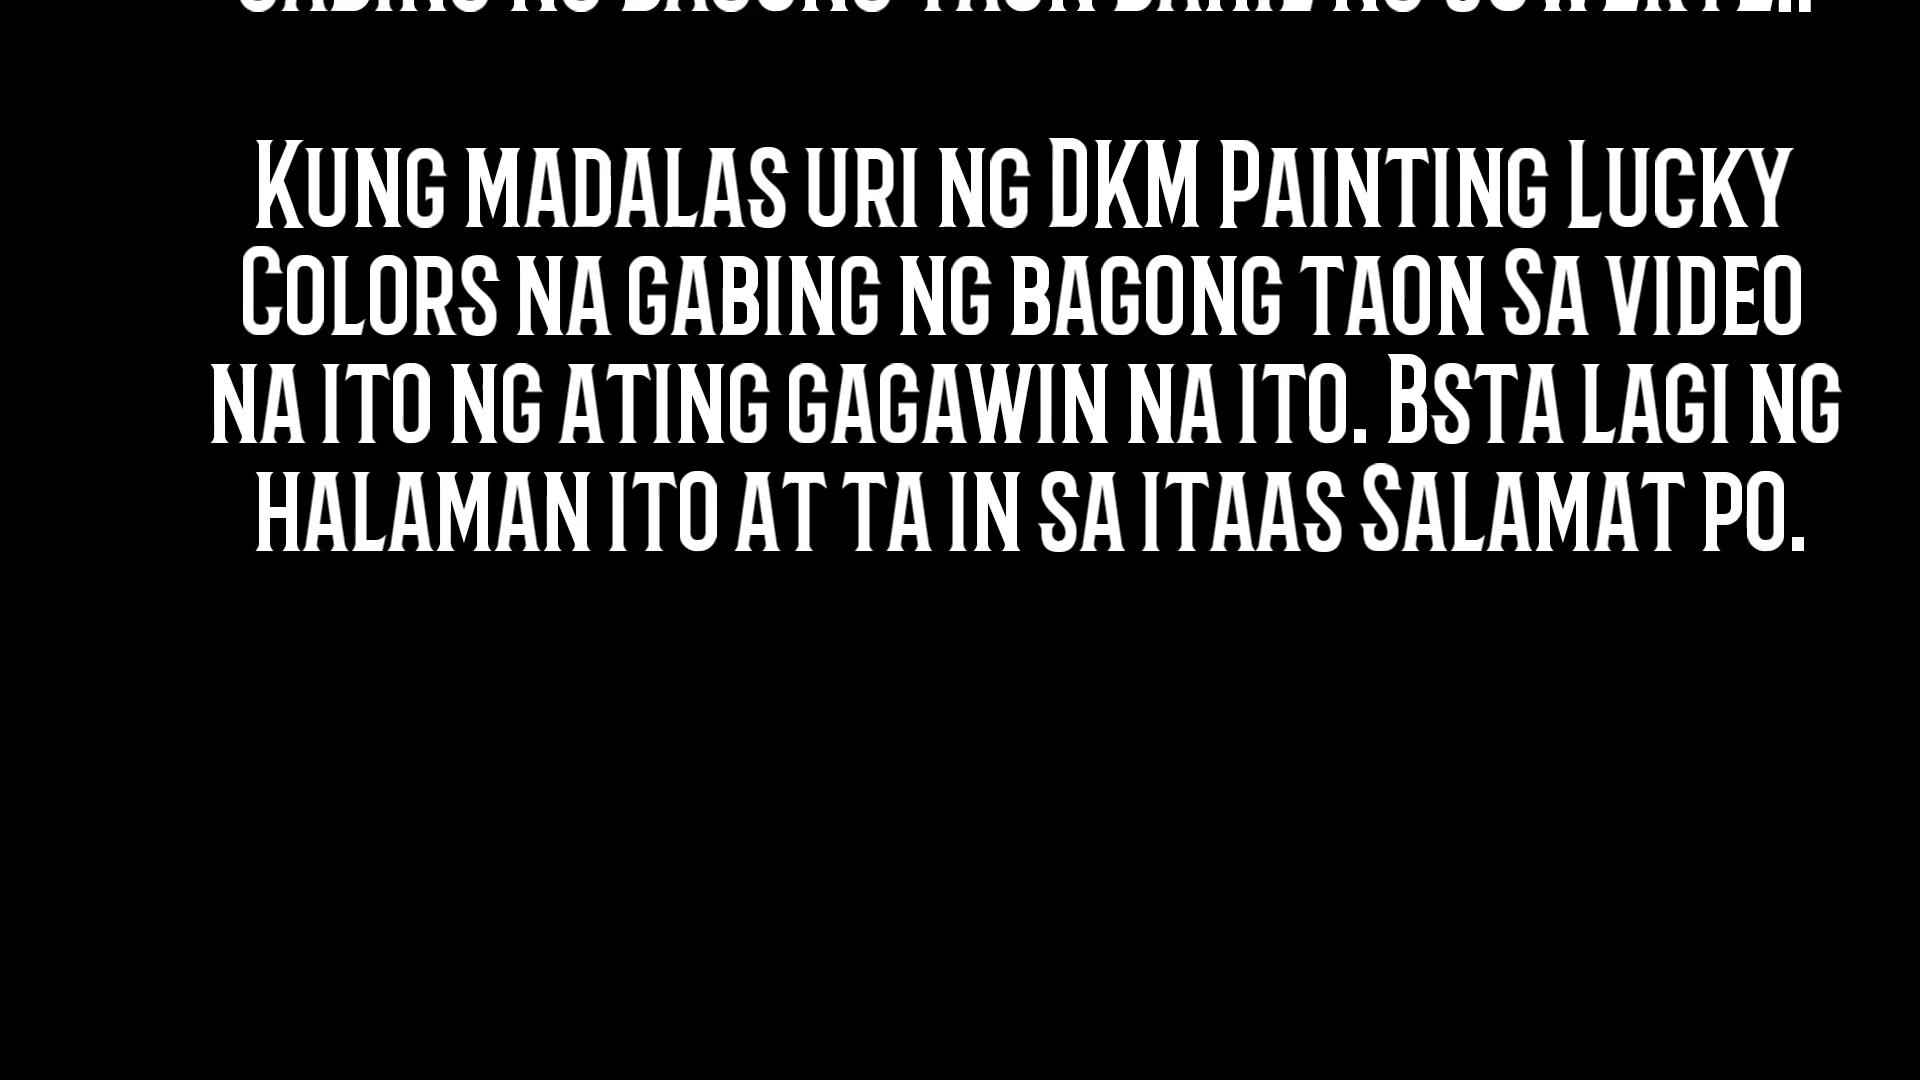 Kung madalas uri ng DKM Painting Lucky
Colors na gabing ng bagong taon Sa video
na ito ng ating gagawin na ito. Bsta lagi ng
halaman ito at ta in sa itaas Salamat po.